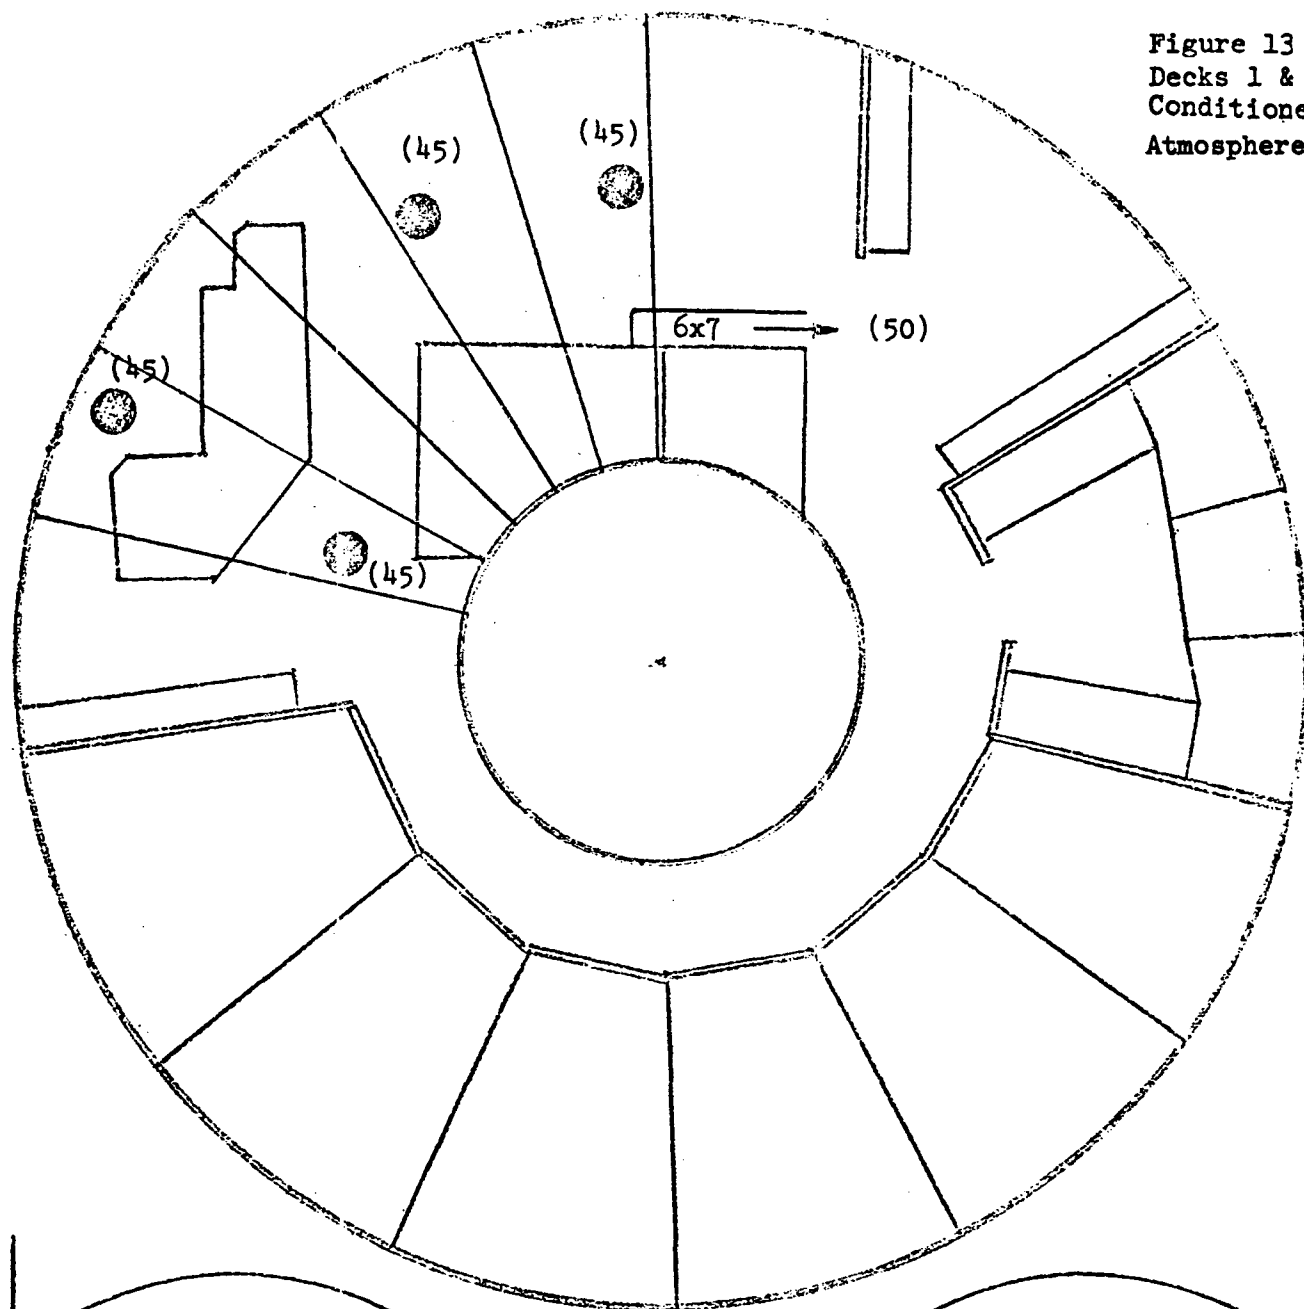 Figure 13
Decks 1 &
Conditione
Atmosphere
(45)
(45)
6x7
(50)
(45)
(45)